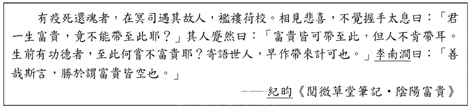 有疫死還魂者，在冥司遇其故人，襤褸荷校。相見悲喜，不覺握手太息曰：「君
一生富貴，竟不能帶至此耶？」其人蹙然曰：「富貴皆可帶至此，但人不肯帶耳。
生前有功德者，至此何嘗不富貴耶？寄語世人，早作帶來計可也。」李南澗曰：「善
哉斯言，勝於謂富貴皆空也。」
——紀昀《閱微草堂筆記·陰陽富貴》